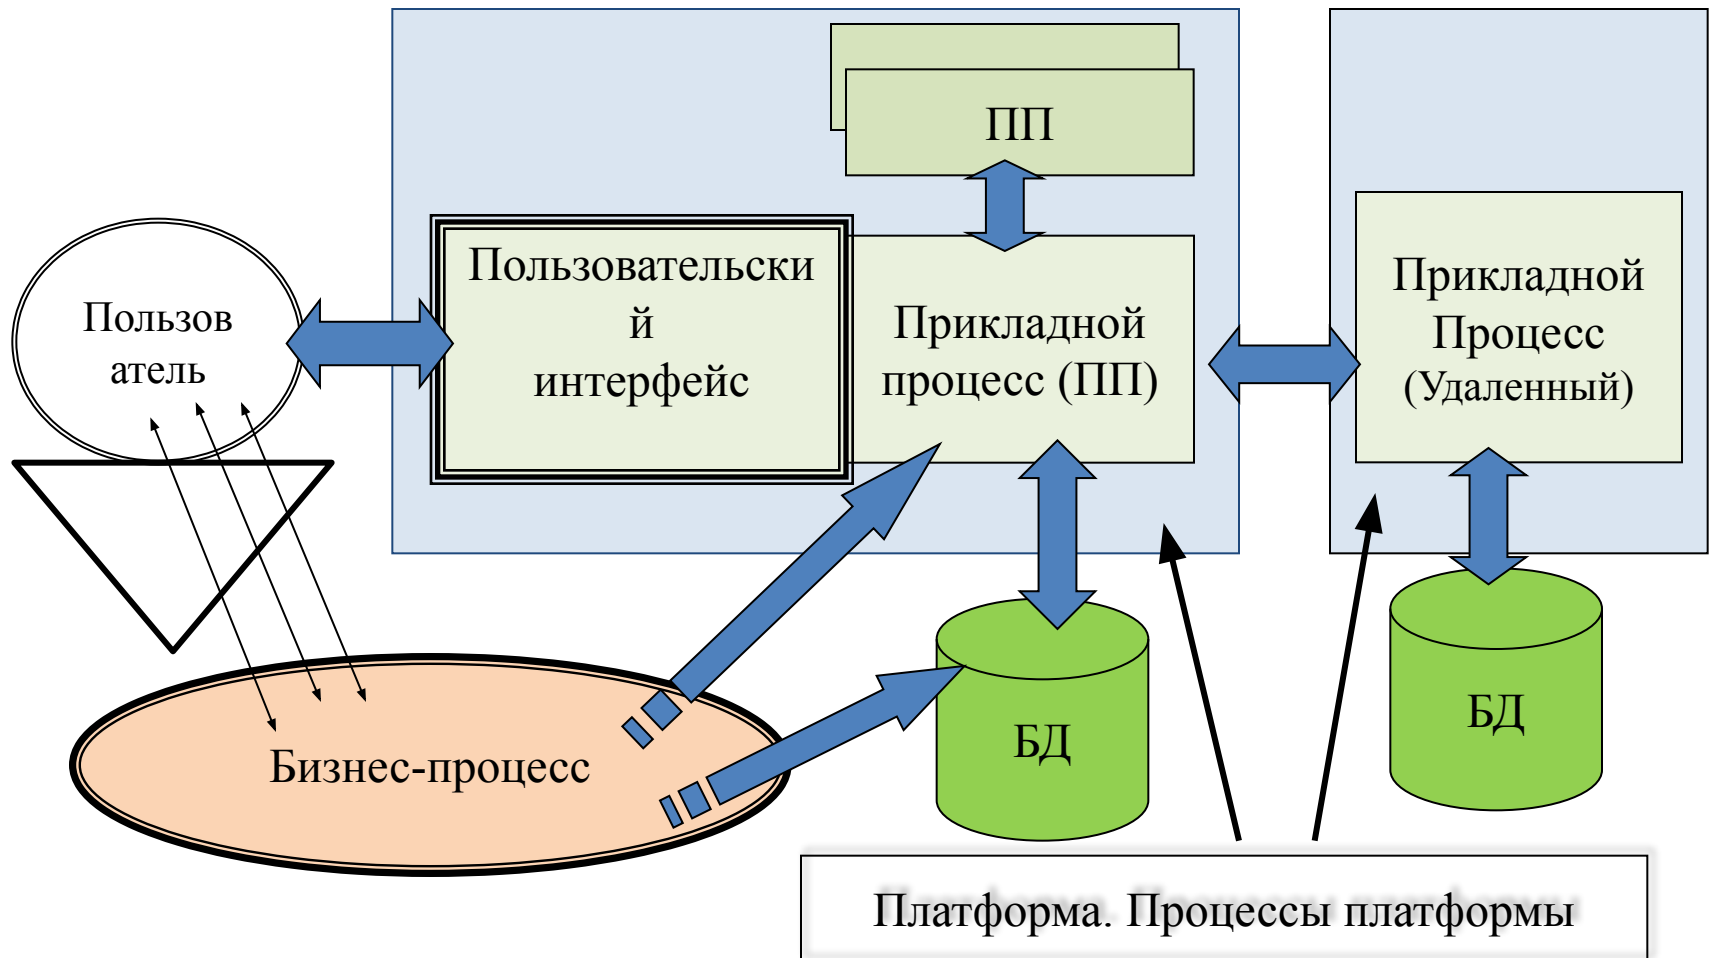 ПП
Пользов
атель
Пользовательски
й
интерфейс
Прикладной
процесс (ПП)
Прикладной
Процесс
(Удаленный)
Бизнес-процесс
БД
БД
Платформа. Процессы платформы